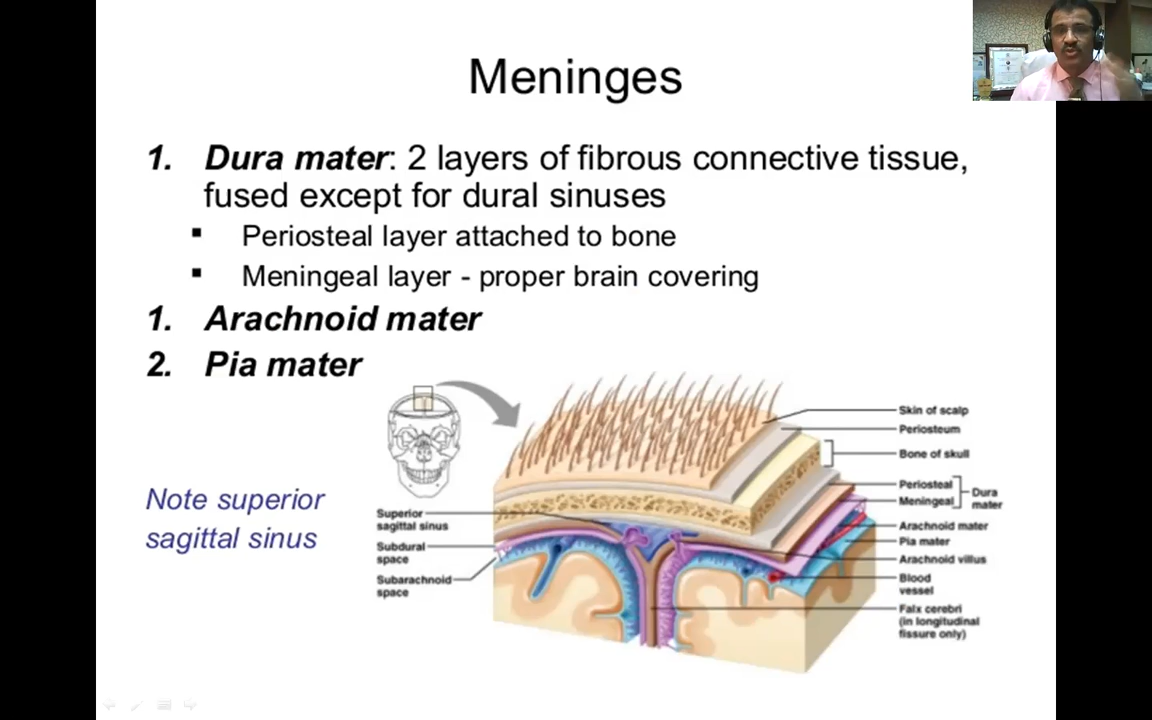 Meninges
1. Dura mater: 2 layers of fibrous connective tissue,
fused except for dural sinuses
▪ Periosteal layer attached to bone
▪ Meningeal layer - proper brain covering
1. Arachnoid mater
2. Pia mater
Note superior
sagittal sinus
Superior
sagittal sinus
Subdural
space
Subarachnoid
space
Skin of scalp
Periosteum
Bone of skull
Periosteal
Meningeal
Dura
mater
Arachnoid mater
Pia mater
Arachnoid villus
Blood
vessel
Falx cerebri
(in longitudinal
fissure only)